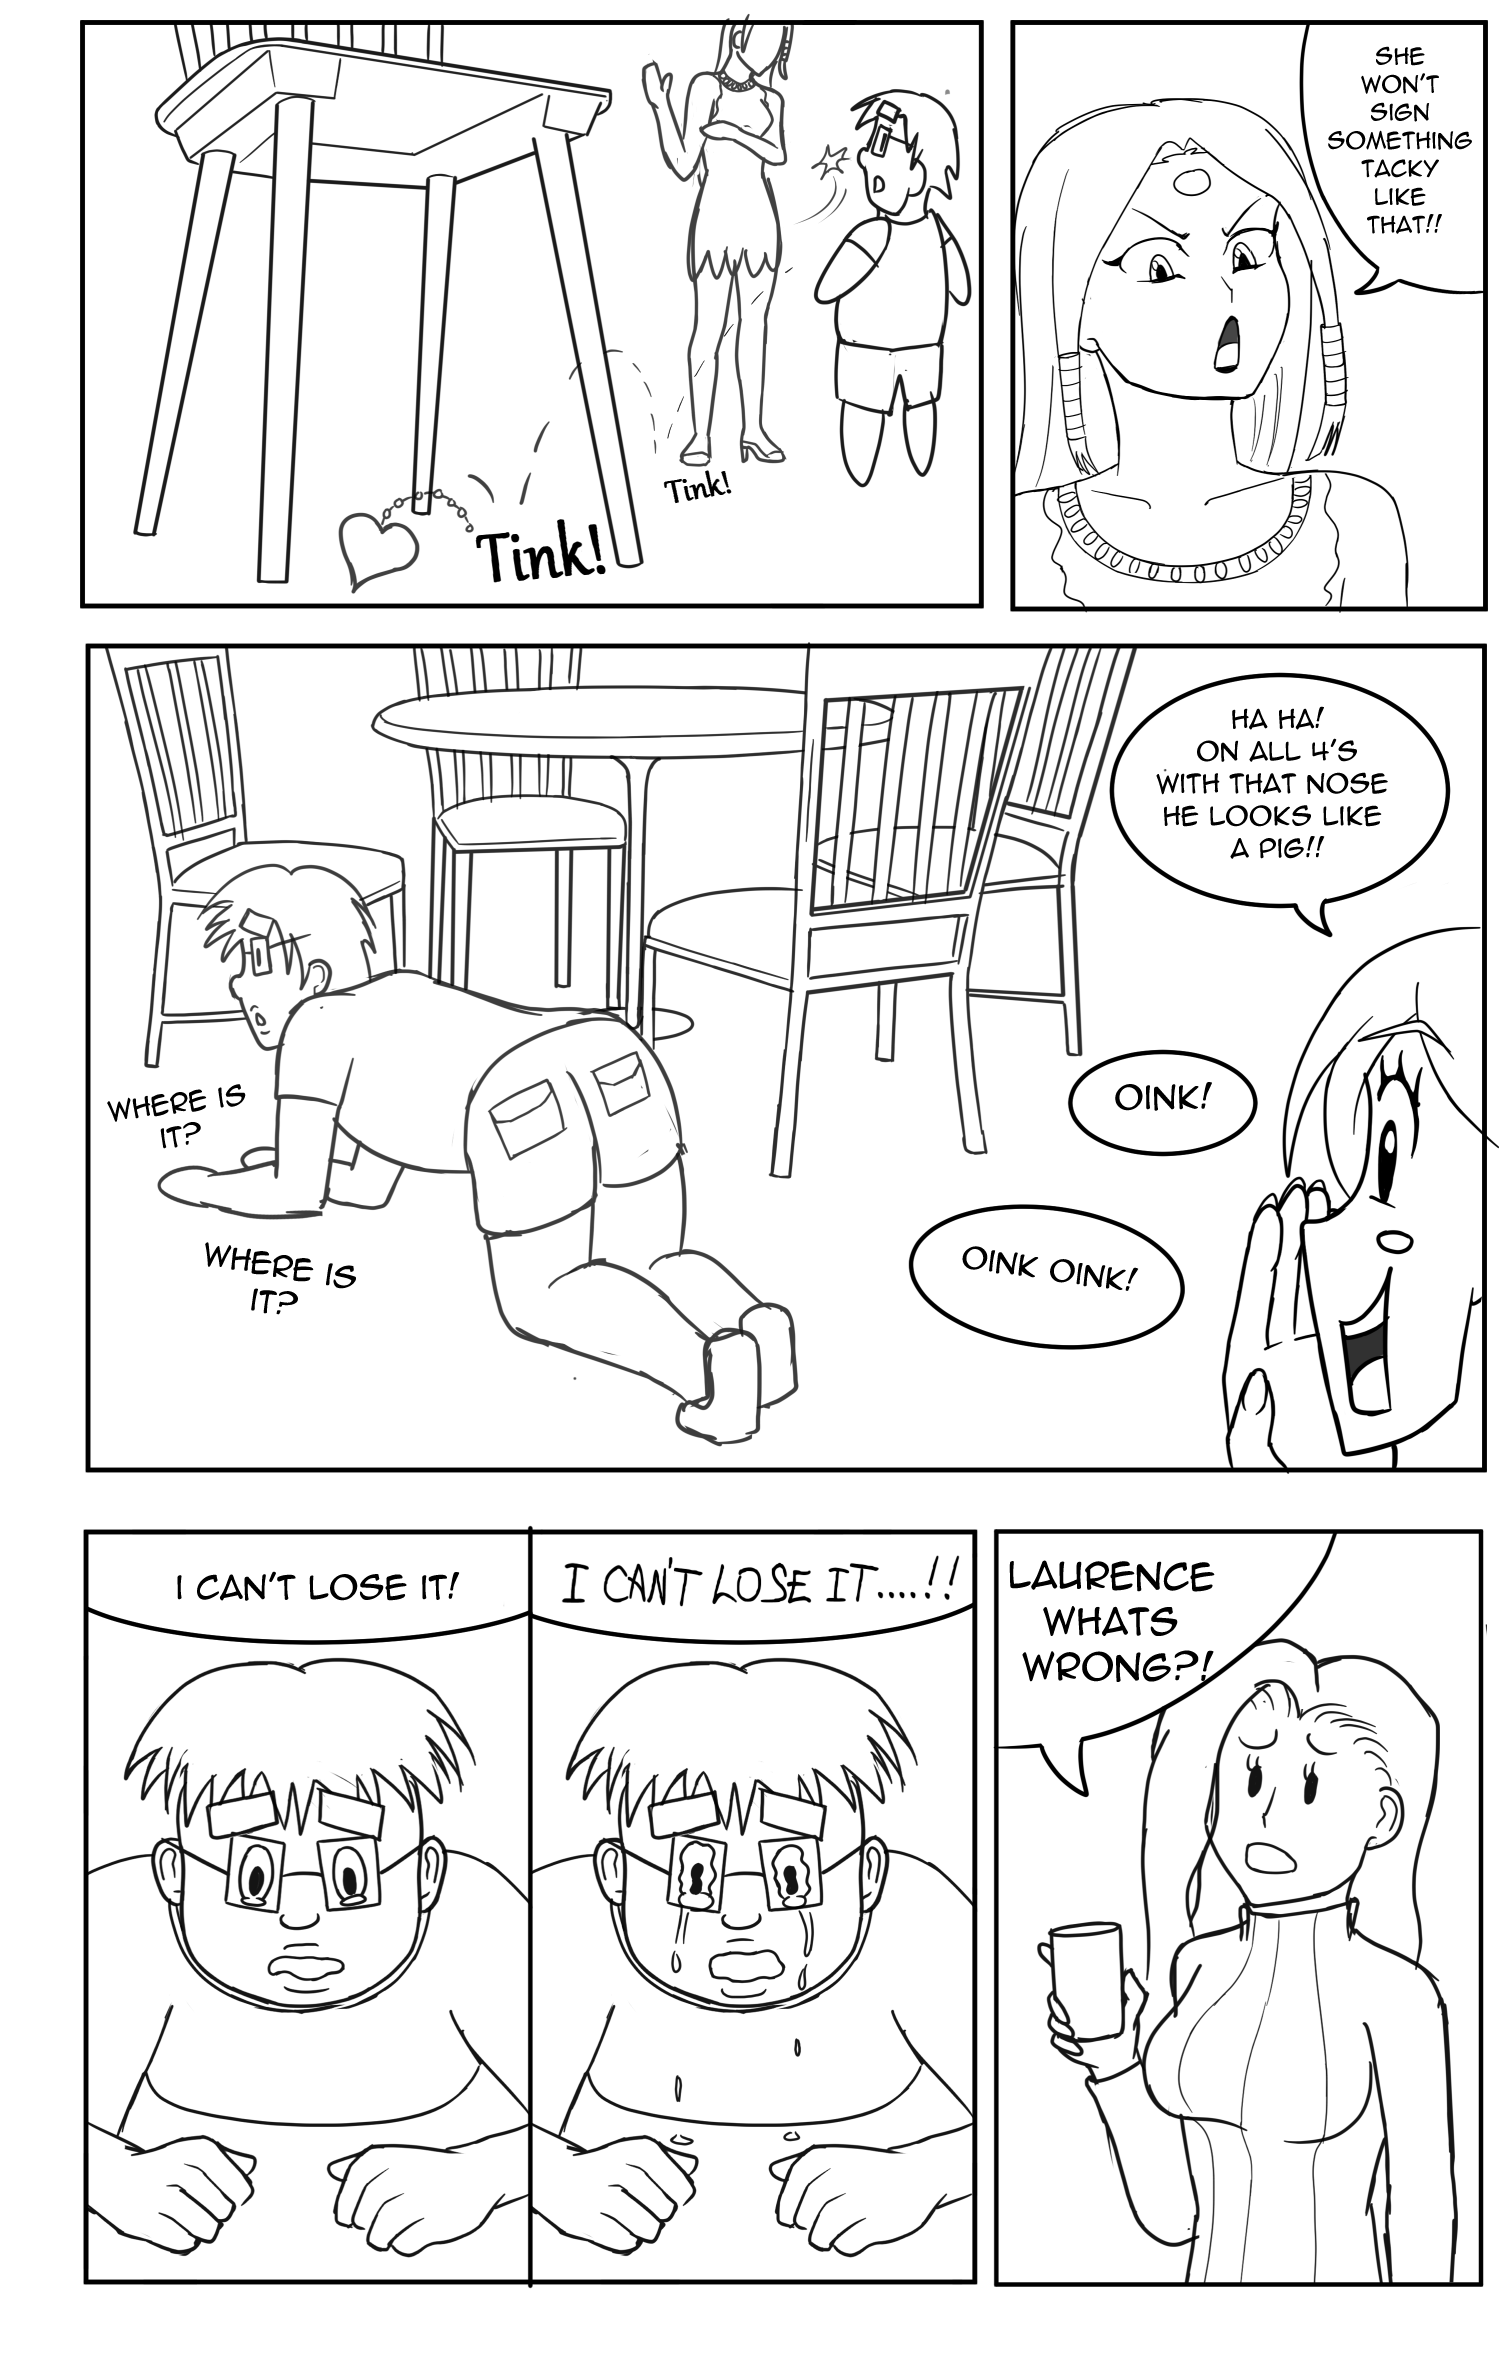 Tink!
Tink!
SHE
WON'T
SIGN
SOMETHING
TACKY
LIKE
THAT!!
HA HA!
ON ALL 4'S
WITH THAT NOSE
HE LOOKS LIKE
A PIG!!
WHERE IS
IT?
OINK!
WHERE IS
IT?
OINK OINK!
I CAN'T LOSE IT!
I CAN'T LOSE IT....!!
LAURENCE
WHATS
WRONG?!